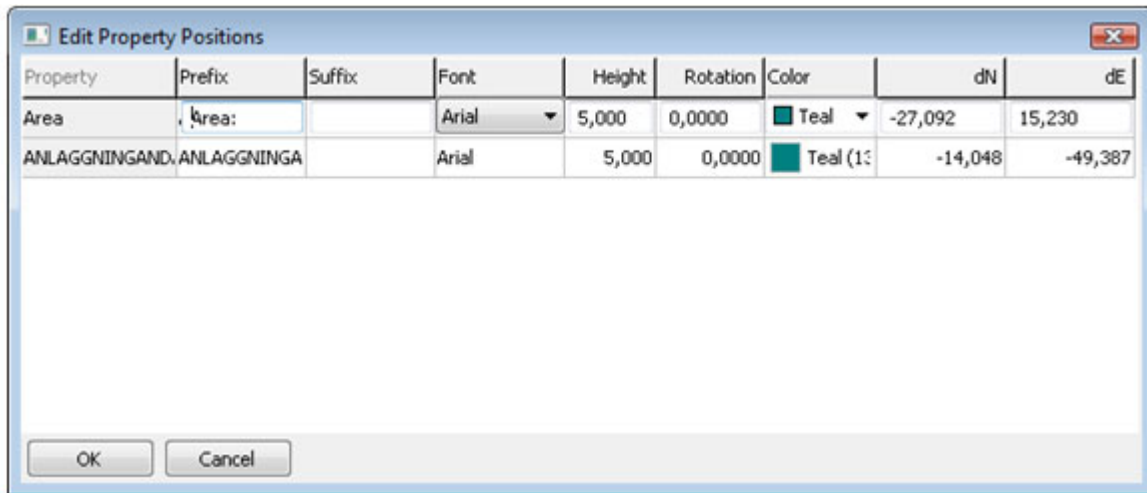 Edit Property Positions
Property Prefix Suffix Font Height Rotation Color dN dE
Area Area: Arial 5,000 0,0000 Teal -27,092 15,230
ANLAGGNINGAND. ANLAGGNINGA Arial 5,000 0,0000 Teal (13 -14,048 -49,387
OK Cancel